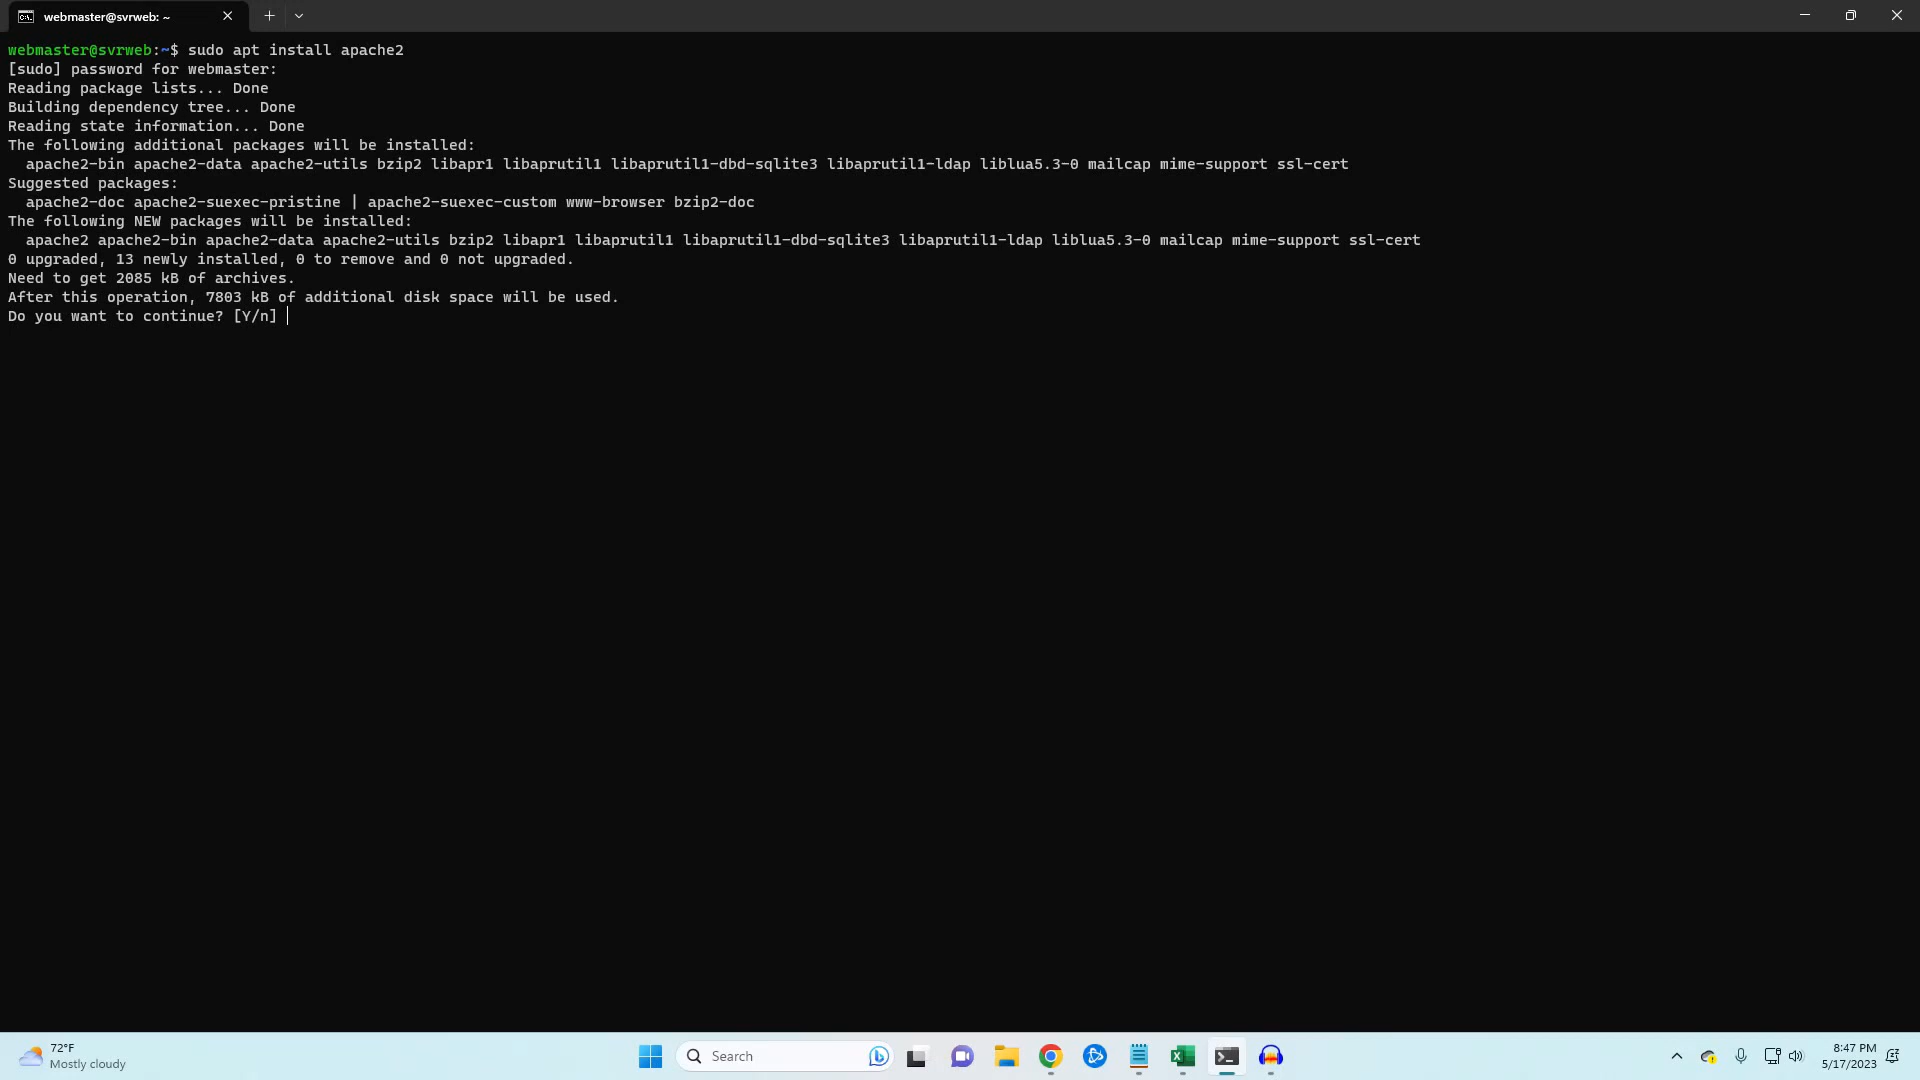 webmaster@svrweb: ~
webmaster@svrweb:~$ sudo apt install apache2
[sudo] password for webmaster:
Reading package lists... Done
Building dependency tree... Done
Reading state information... Done
The following additional packages will be installed:
  apache2-bin apache2-data apache2-utils bzip2 libapr1 libaprutil1 libaprutil1-dbd-sqlite3 libaprutil1-ldap liblua5.3-0 mailcap mime-support ssl-cert
Suggested packages:
  apache2-doc apache2-suexec-pristine | apache2-suexec-custom www-browser bzip2-doc
The following NEW packages will be installed:
  apache2 apache2-bin apache2-data apache2-utils bzip2 libapr1 libaprutil1 libaprutil1-dbd-sqlite3 libaprutil1-ldap liblua5.3-0 mailcap mime-support ssl-cert
0 upgraded, 13 newly installed, 0 to remove and 0 not upgraded.
Need to get 2085 kB of archives.
After this operation, 7803 kB of additional disk space will be used.
Do you want to continue? [Y/n]
72°F
Mostly cloudy
Search
8:47 PM
5/17/2023